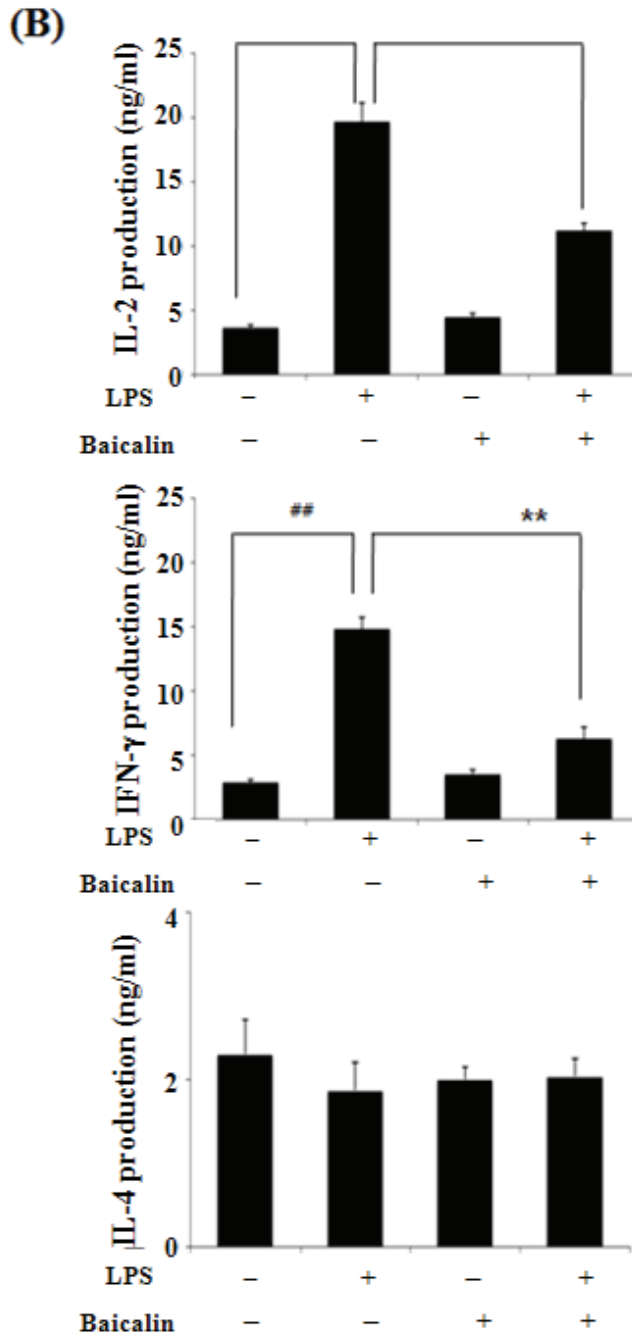 (B)
IL-2 production (ng/ml)
25
20
15
10
5
0
LPS – + – +
Baicalin – – + +
IFN-γ production (ng/ml)
25
20
15
10
5
0
## **
LPS – + – +
Baicalin – – + +
IL-4 production (ng/ml)
4
2
0
LPS – + – +
Baicalin – – + +